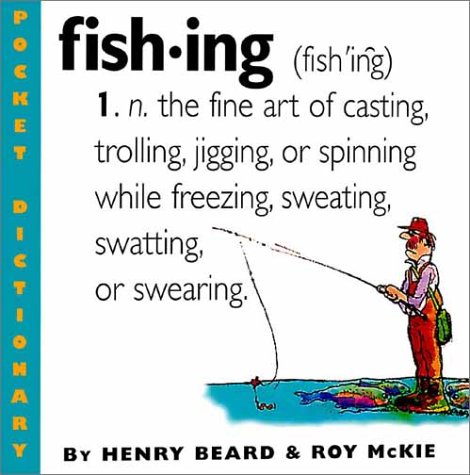 POCKET DICTIONARY
fish•ing (fish'ing)
1. n. the fine art of casting,
trolling, jigging, or spinning
while freezing, sweating,
swatting,
or swearing.
BY HENRY BEARD & ROY McKIE